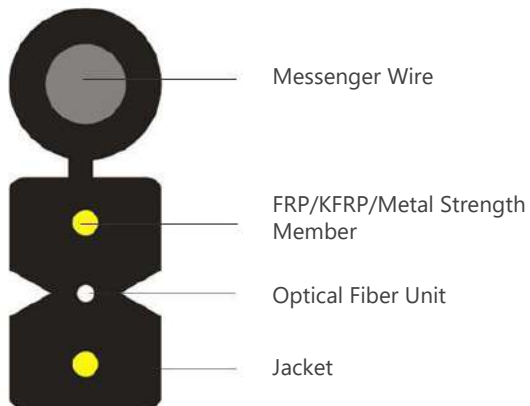 Messenger Wire
FRP/KFRP/Metal Strength
Member
Optical Fiber Unit
Jacket